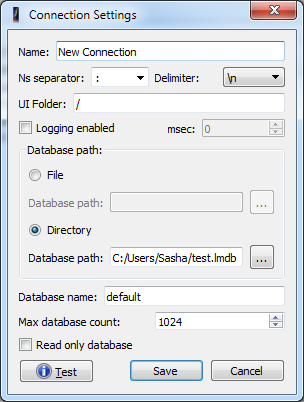 Connection Settings
Name: New Connection
Ns separator: : Delimiter: \n
UI Folder: /
Logging enabled msec: 0
Database path:
File
Database path: ...
Directory
Database path: C:/Users/Sasha/test.lmdb ...
Database name: default
Max database count: 1024
Read only database
Test Save Cancel